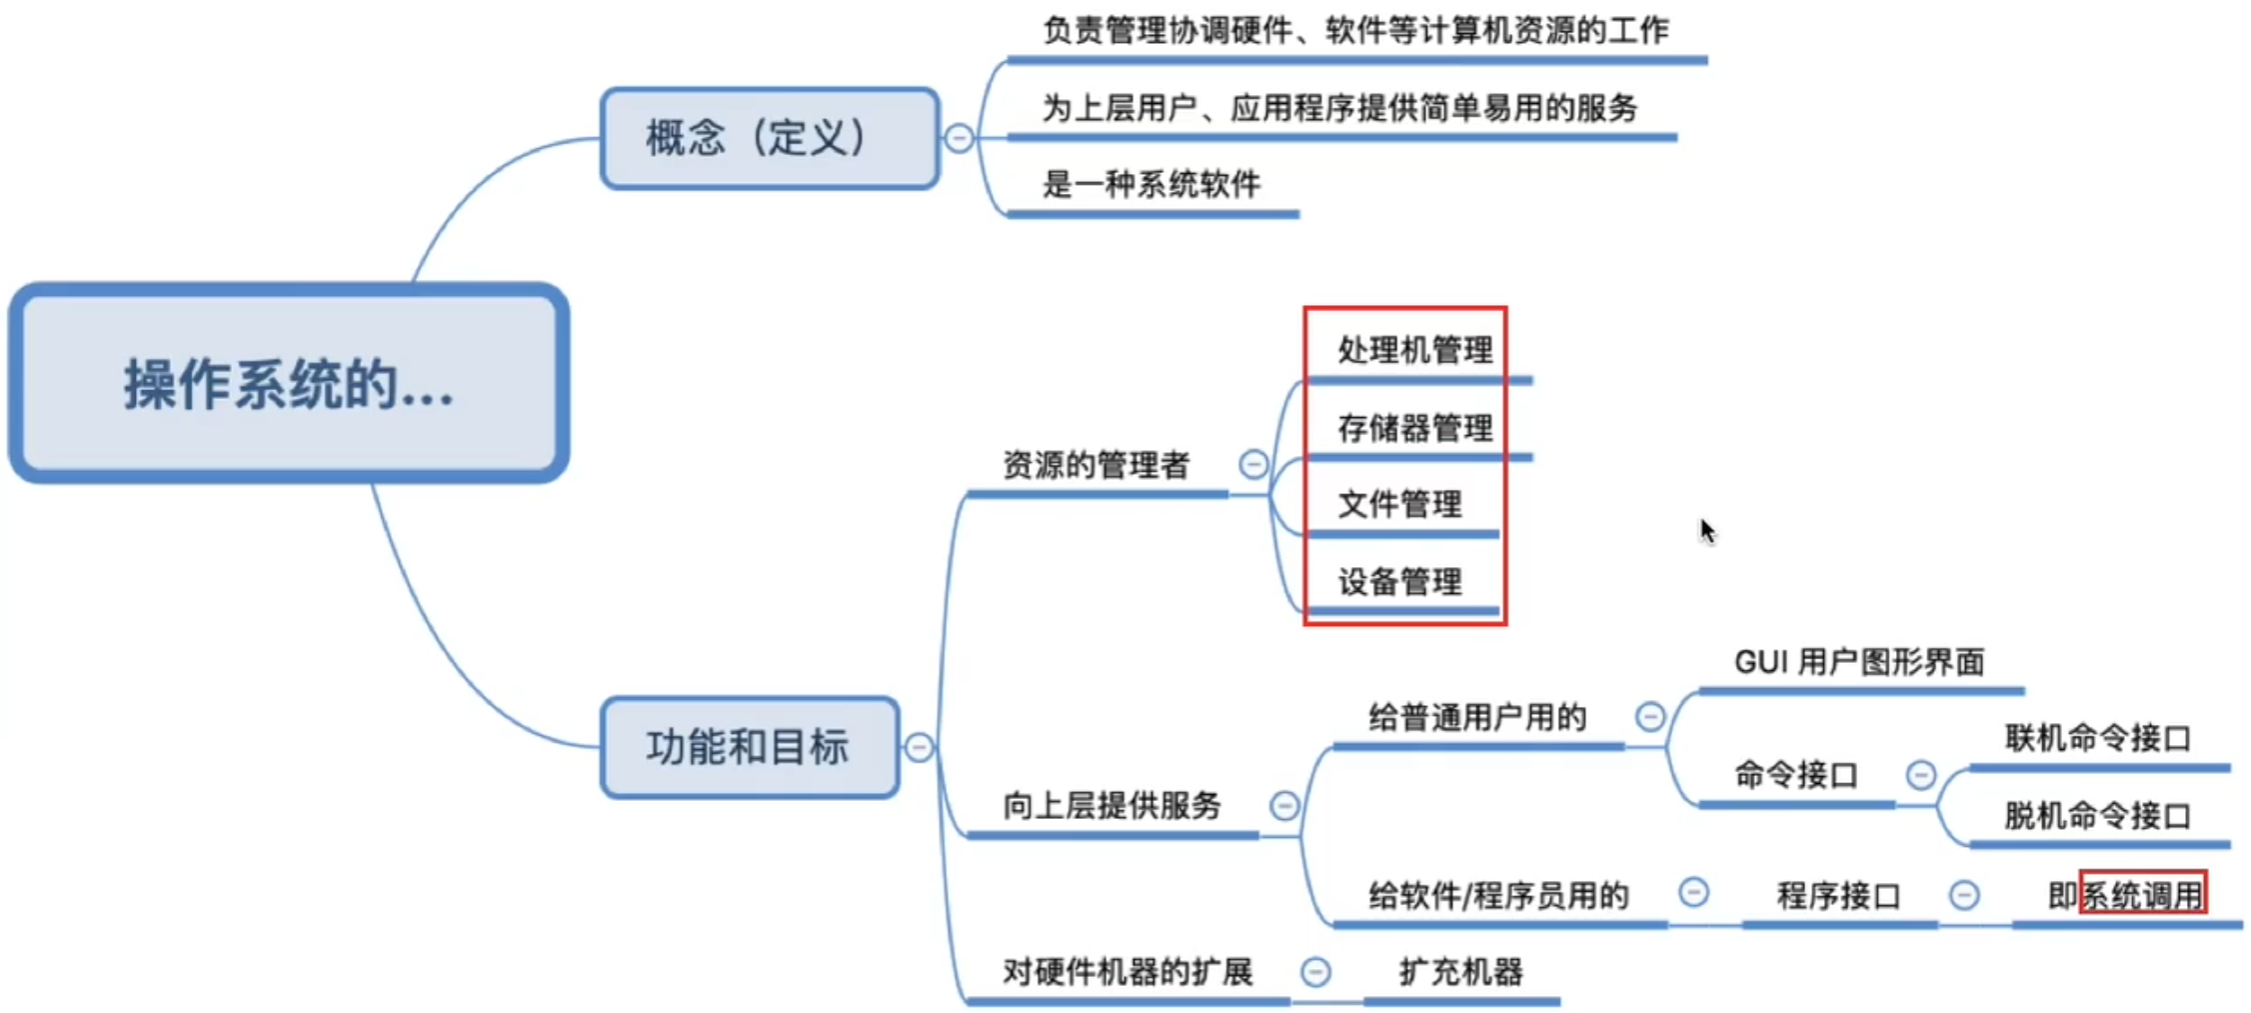 负责管理协调硬件、软件等计算机资源的工作
为上层用户、应用程序提供简单易用的服务
概念（定义）
是一种系统软件
操作系统的...
处理机管理
存储器管理
资源的管理者
文件管理
设备管理
GUI 用户图形界面
给普通用户用的
联机命令接口
命令接口
脱机命令接口
功能和目标
向上层提供服务
给软件/程序员用的
程序接口
即系统调用
对硬件机器的扩展
扩充机器